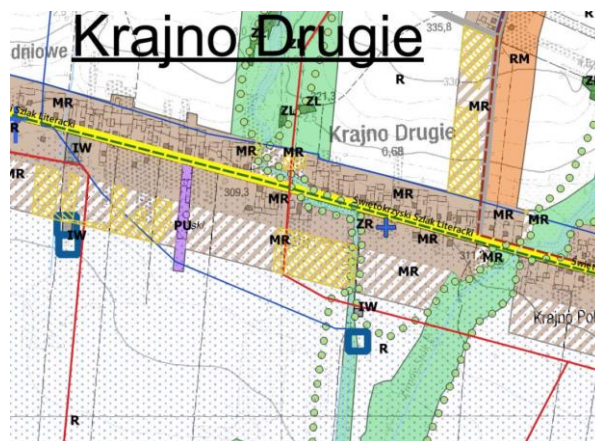 Krajno Drugie
dniowe
335,8
R
RM
ZL
ZL
R
MR
Szlak Literacki
R
IW
MR
MR
Krajno Drugie
0,68
MR
309,3
MR
MR
Świętokrzyski Szlak Literacki
MR
MR
PU
ZR
MR
MR
MR
IW
MR
MR
IW
Krajno Pol
R
R